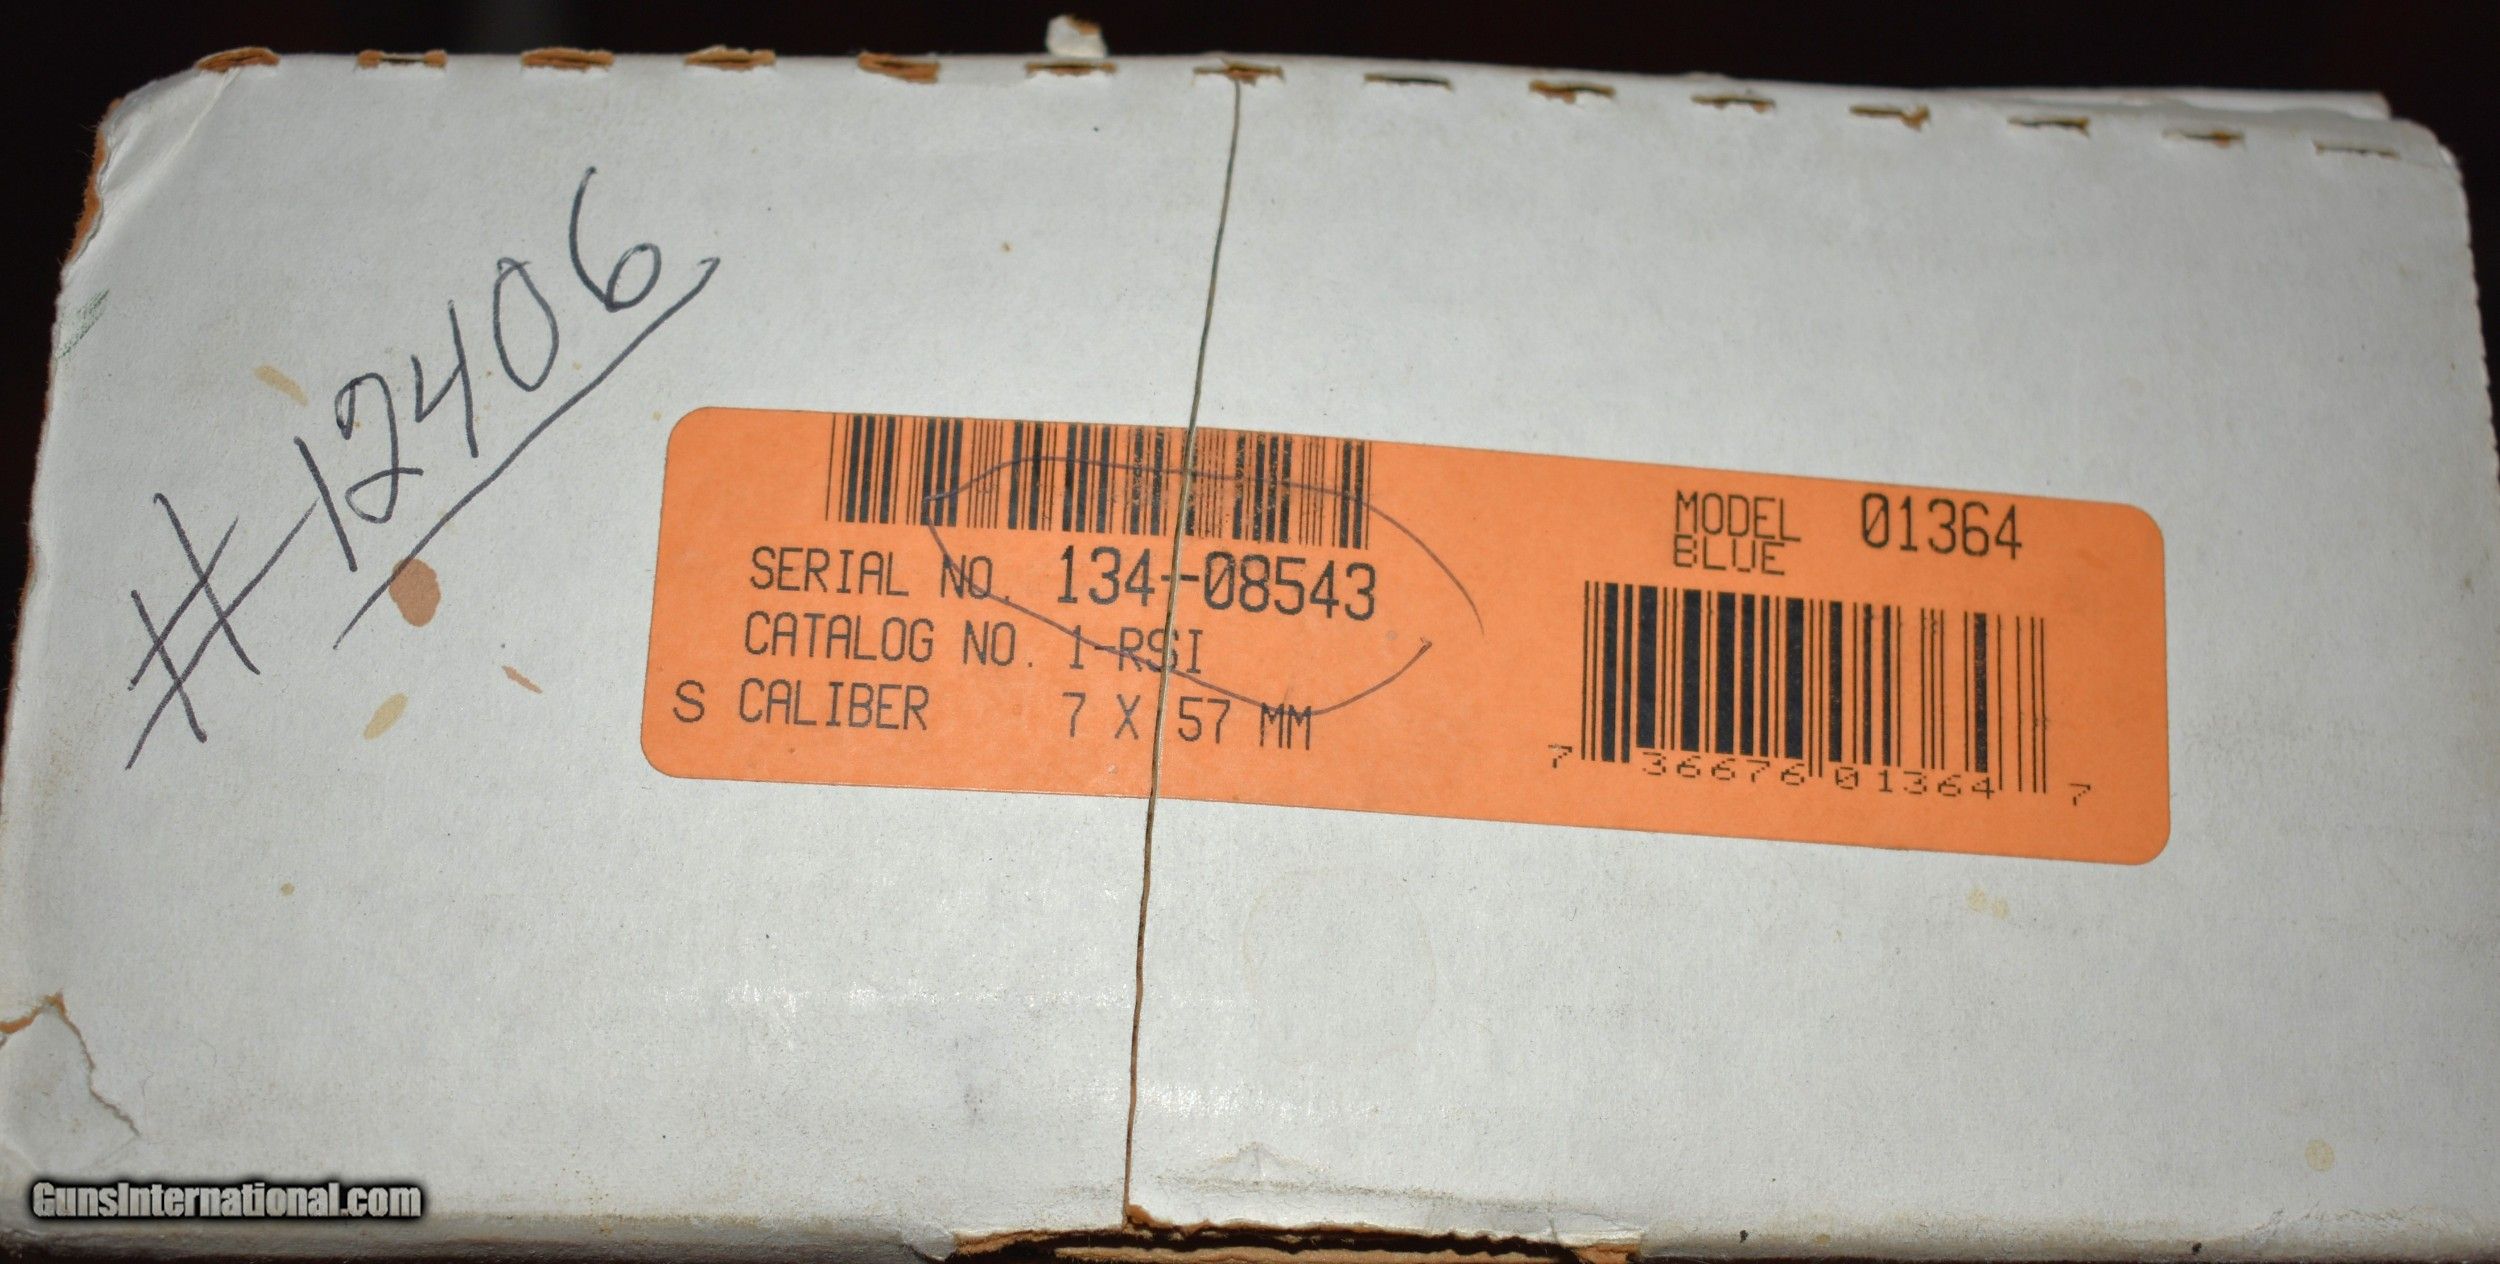 #12406
SERIAL NO. 134-08543
CATALOG NO. 1-RSI
S CALIBER 7 X 57 MM
MODEL 01364
BLUE
7 36676 01364 7
GunsInternational.com